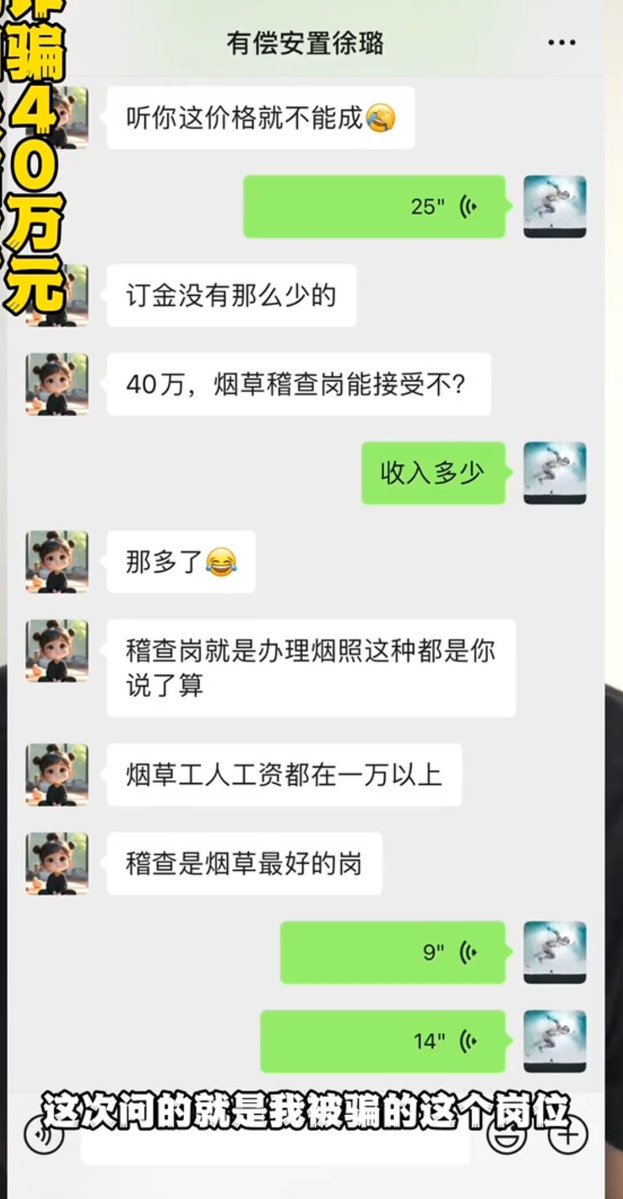 骗40万元
有偿安置徐璐
听你这价格就不能成🤣
25"
订金没有那么少的
40万，烟草稽查岗能接受不？
收入多少
那多了😂
稽查岗就是办理烟照这种都是你
说了算
烟草工人工资都在一万以上
稽查是烟草最好的岗
9"
14"
这次问的就是我被骗的这个岗位